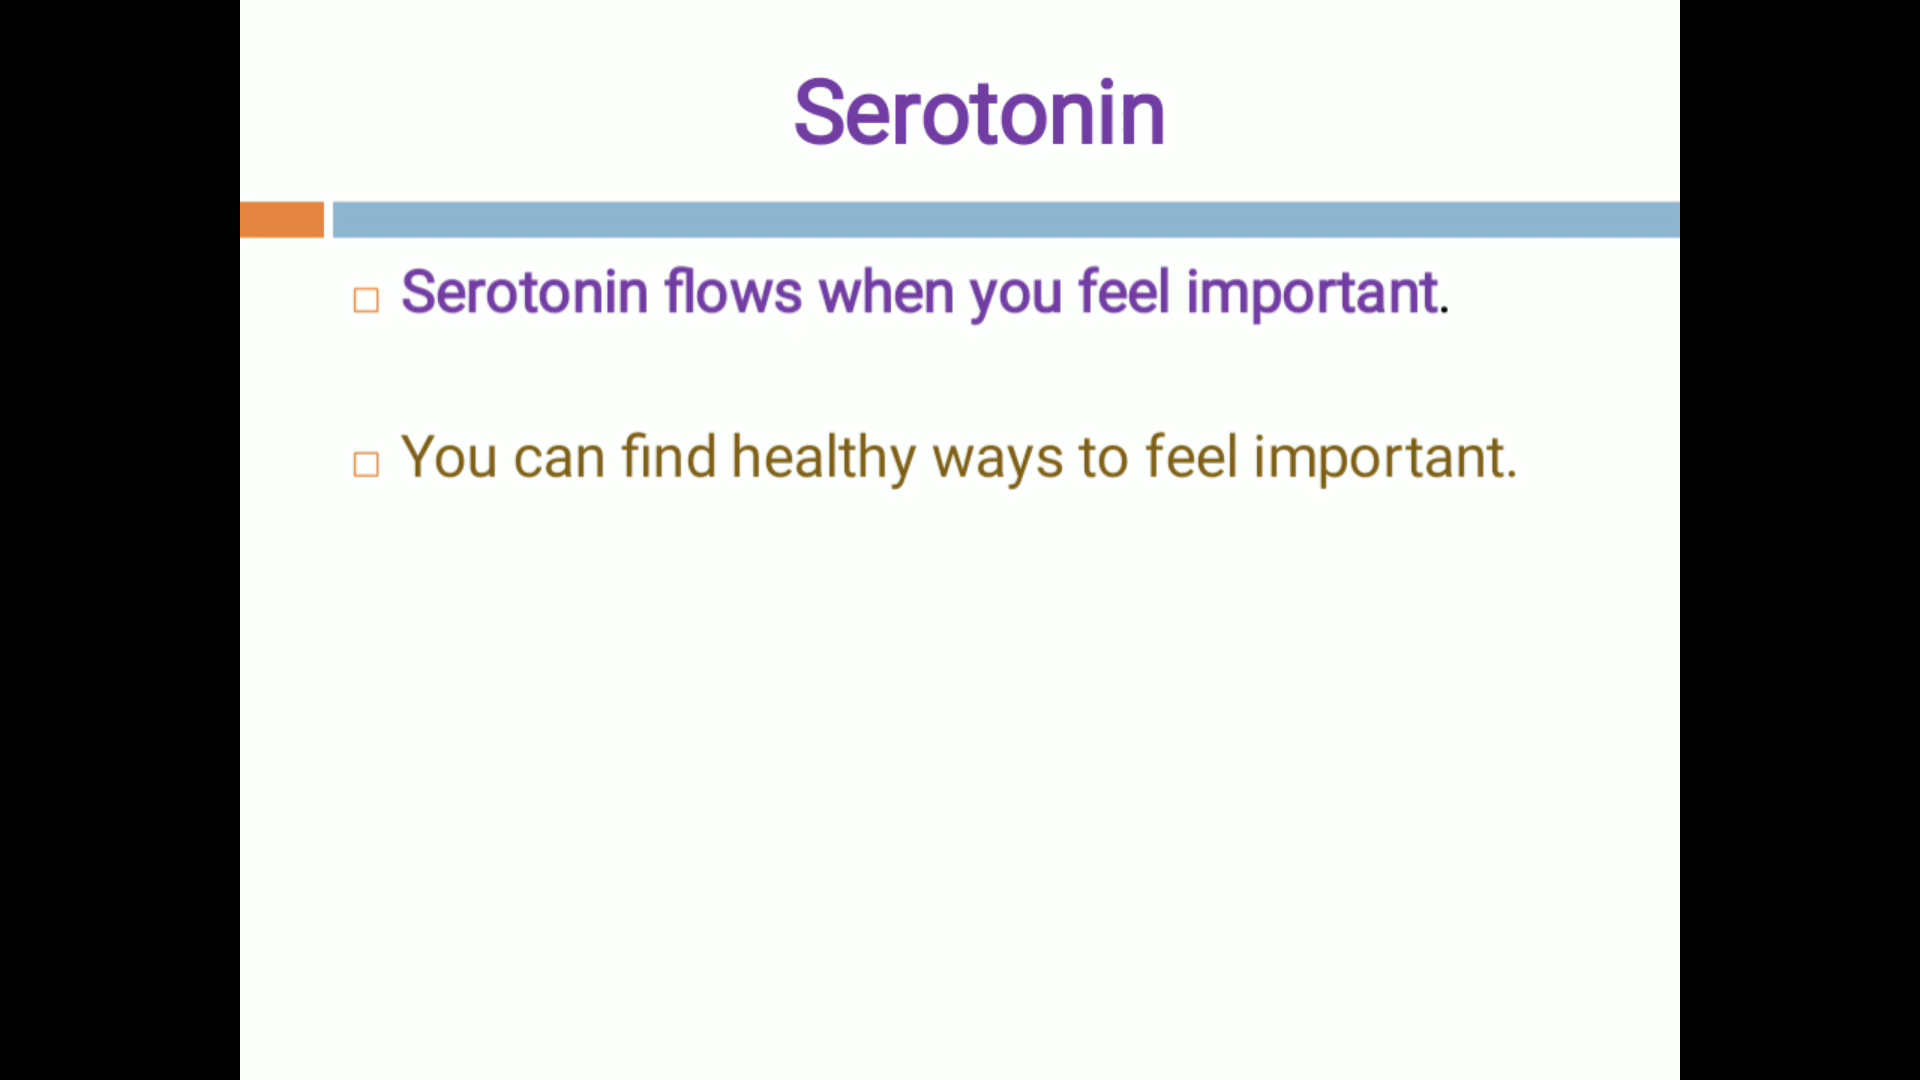 Serotonin
Serotonin flows when you feel important.
You can find healthy ways to feel important.